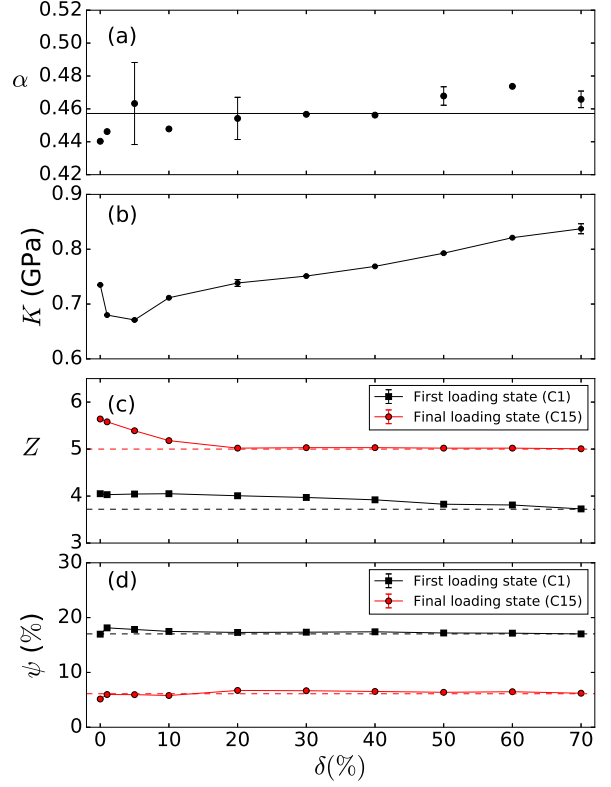 0.52
(a)
0.50
0.48
α
0.46
0.44
0.42
0.9
(b)
0.8
K (GPa)
0.7
0.6
(c)
First loading state (C1)
6
Final loading state (C15)
Z
5
4
3
30
(d)
First loading state (C1)
Final loading state (C15)
20
ψ (%)
10
0
0 10 20 30 40 50 60 70
δ(%)